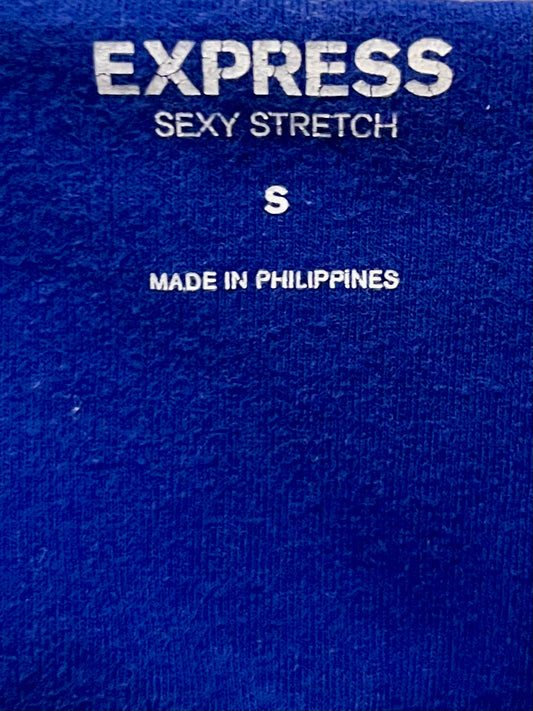 EXPRESS
SEXY STRETCH
S
MADE IN PHILIPPINES